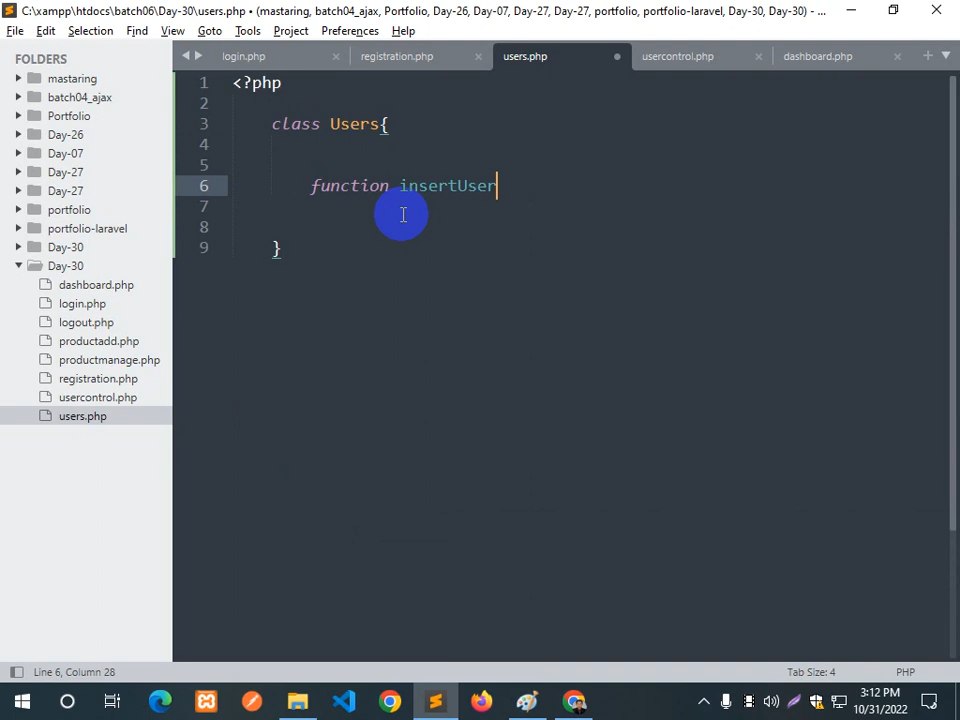 C:\xampp\htdocs\batch06\Day-30\users.php • (mastaring, batch04_ajax, Portfolio, Day-26, Day-07, Day-27, Day-27, portfolio, portfolio-laravel, Day-30, Day-30) - ...
File Edit Selection Find View Goto Tools Project Preferences Help
FOLDERS
mastaring
batch04_ajax
Portfolio
Day-26
Day-07
Day-27
Day-27
portfolio
portfolio-laravel
Day-30
Day-30
dashboard.php
login.php
logout.php
productadd.php
productmanage.php
registration.php
usercontrol.php
users.php
login.php registration.php users.php usercontrol.php dashboard.php
1 <?php
2
3 class Users{
4
5
6 function insertUser
7
8
9 }
Line 6, Column 28 Tab Size: 4 PHP
3:12 PM
10/31/2022